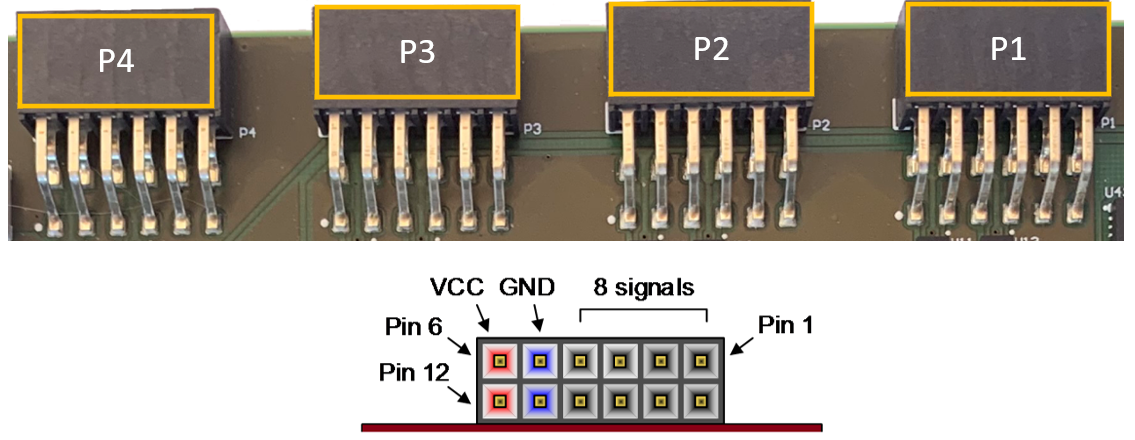 P4 P3 P2 P1
P4 P3 P2 P1
VCC GND 8 signals
Pin 6 Pin 1
Pin 12